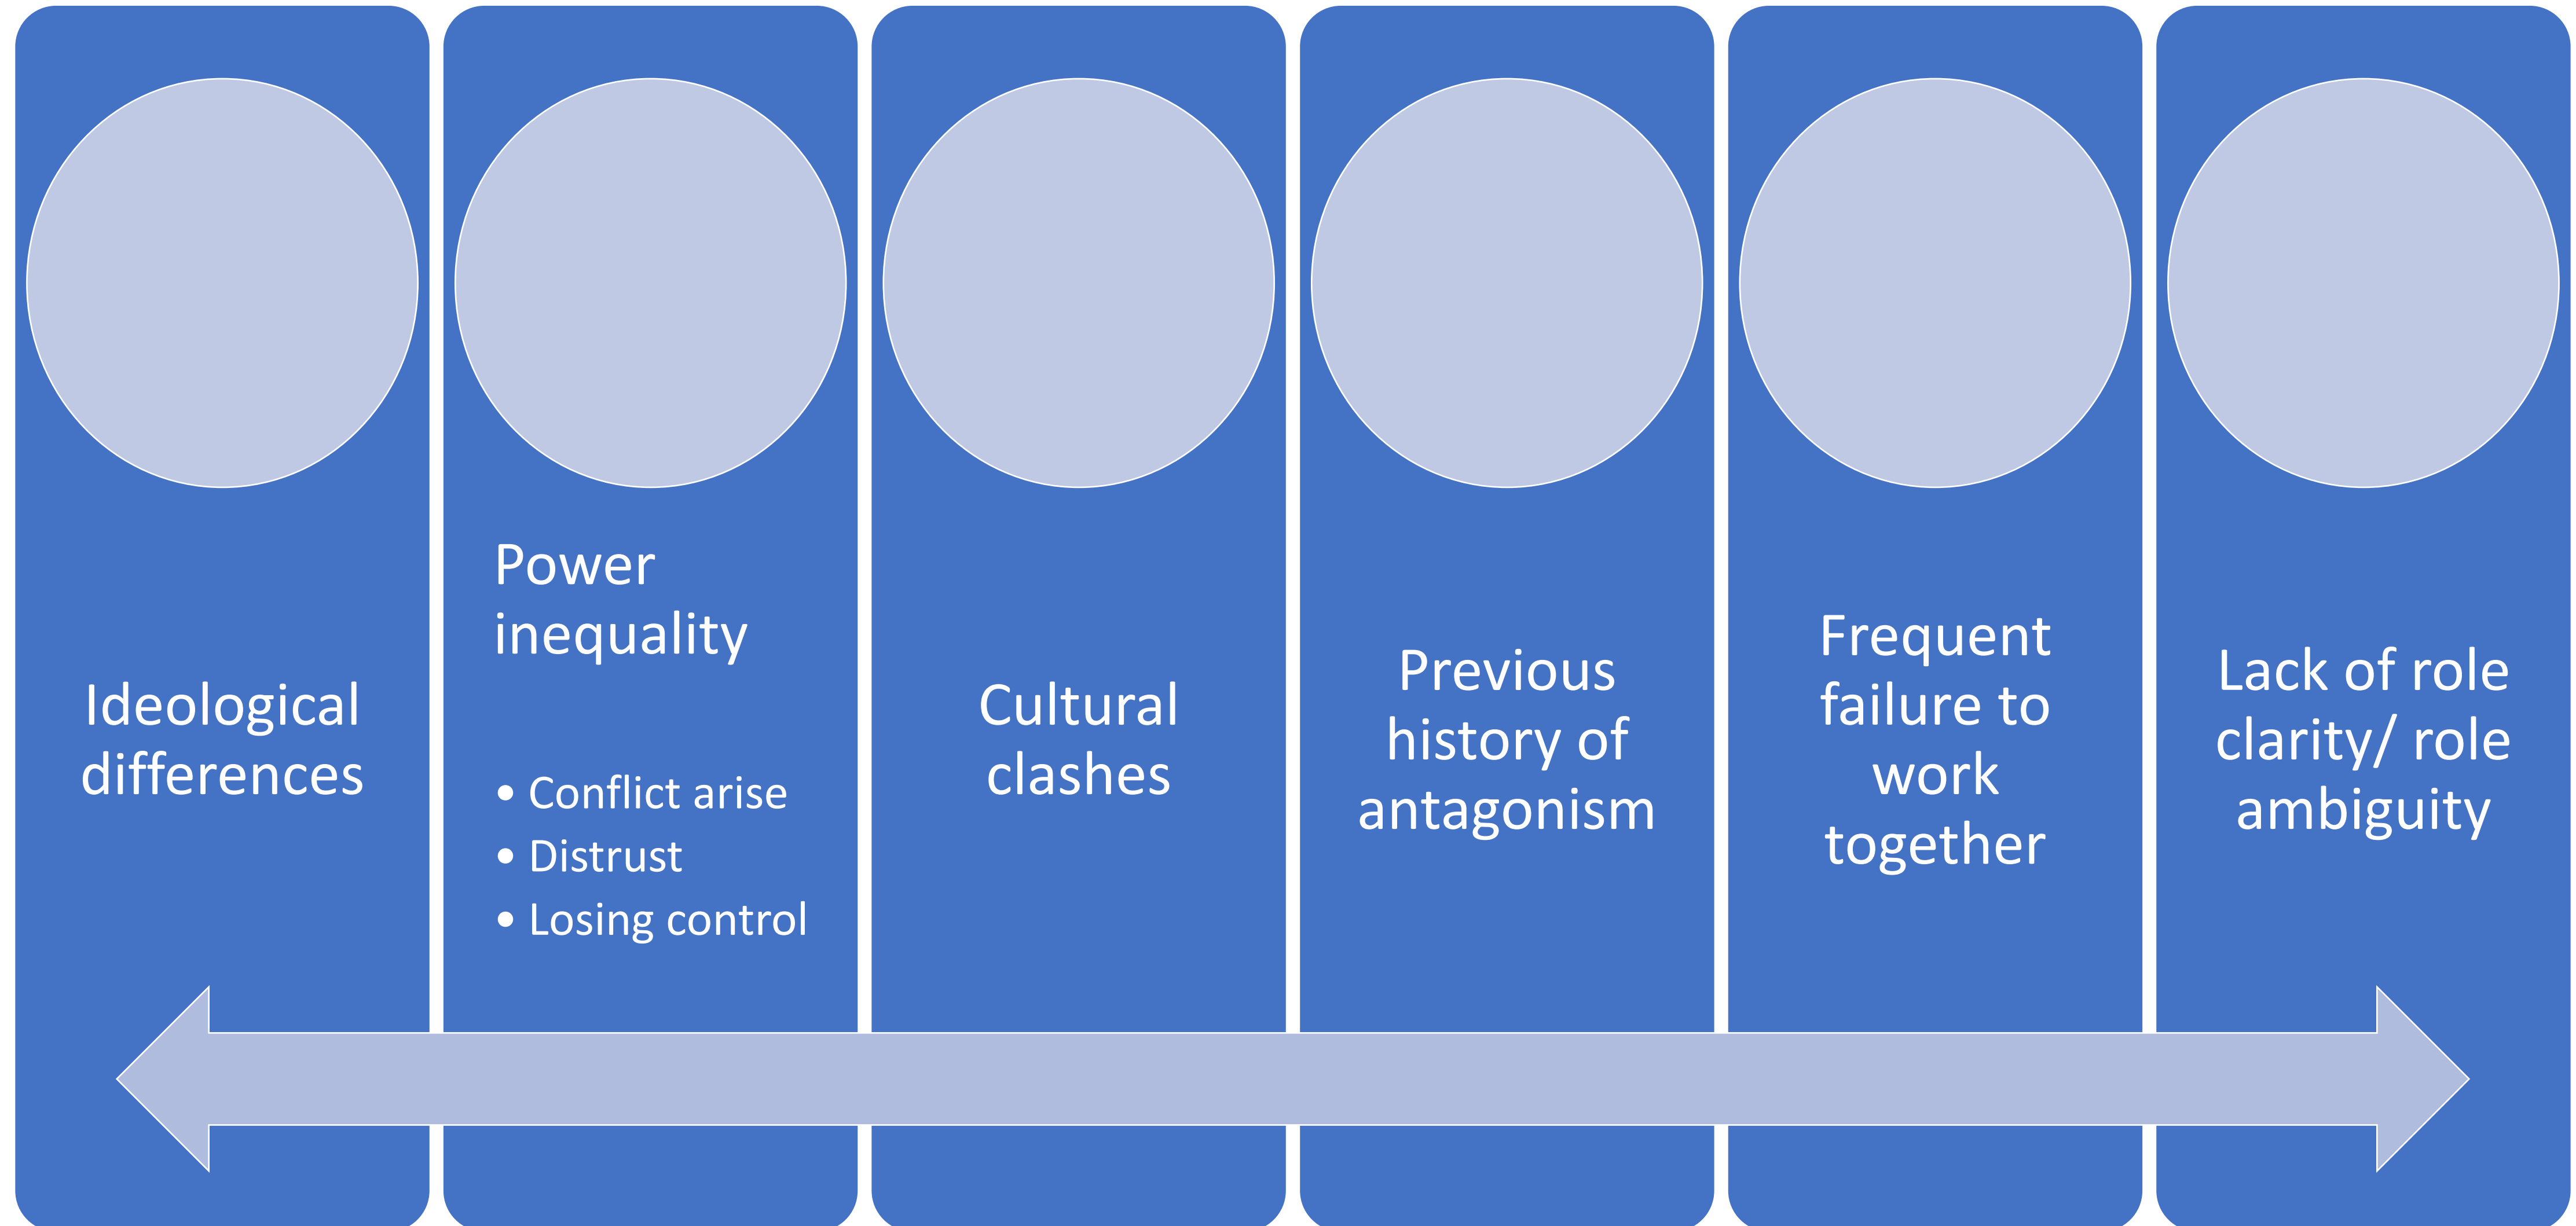 Ideological
differences
Power
inequality
• Conflict arise
• Distrust
• Losing control
Cultural
clashes
Previous
history of
antagonism
Frequent
failure to
work
together
Lack of role
clarity/ role
ambiguity